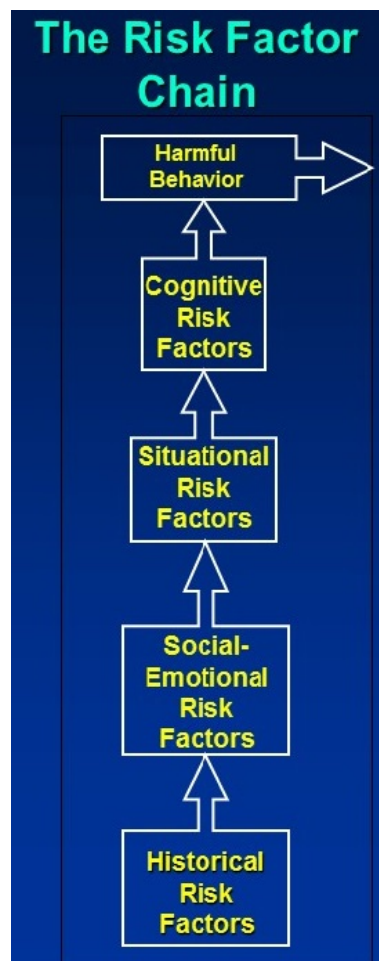 The Risk Factor
Chain
Harmful
Behavior
Cognitive
Risk
Factors
Situational
Risk
Factors
Social-
Emotional
Risk
Factors
Historical
Risk
Factors